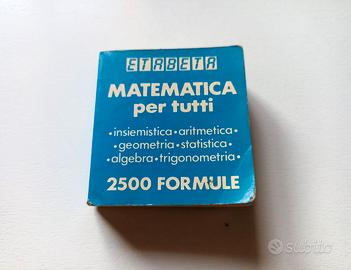 ETABETA
MATEMATICA
per tutti
•insiemistica•aritmetica•
•geometria•statistica•
•algebra•trigonometria•
2500 FORMULE
subito